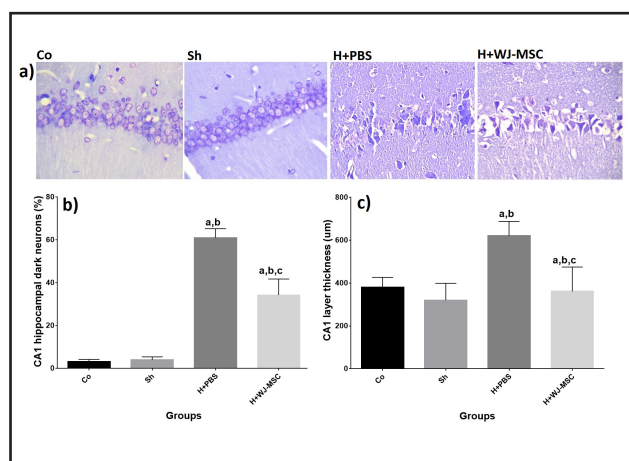 Co Sh H+PBS H+WJ-MSC
a)
b)
CA1 hippocampal dark neurons (%)
80
60
40
20
0
a,b
a,b,c
Co Sh H+PBS H+WJ-MSC
Groups
c)
CA1 layer thickness (um)
800
600
400
200
0
a,b
a,b,c
Co Sh H+PBS H+WJ-MSC
Groups